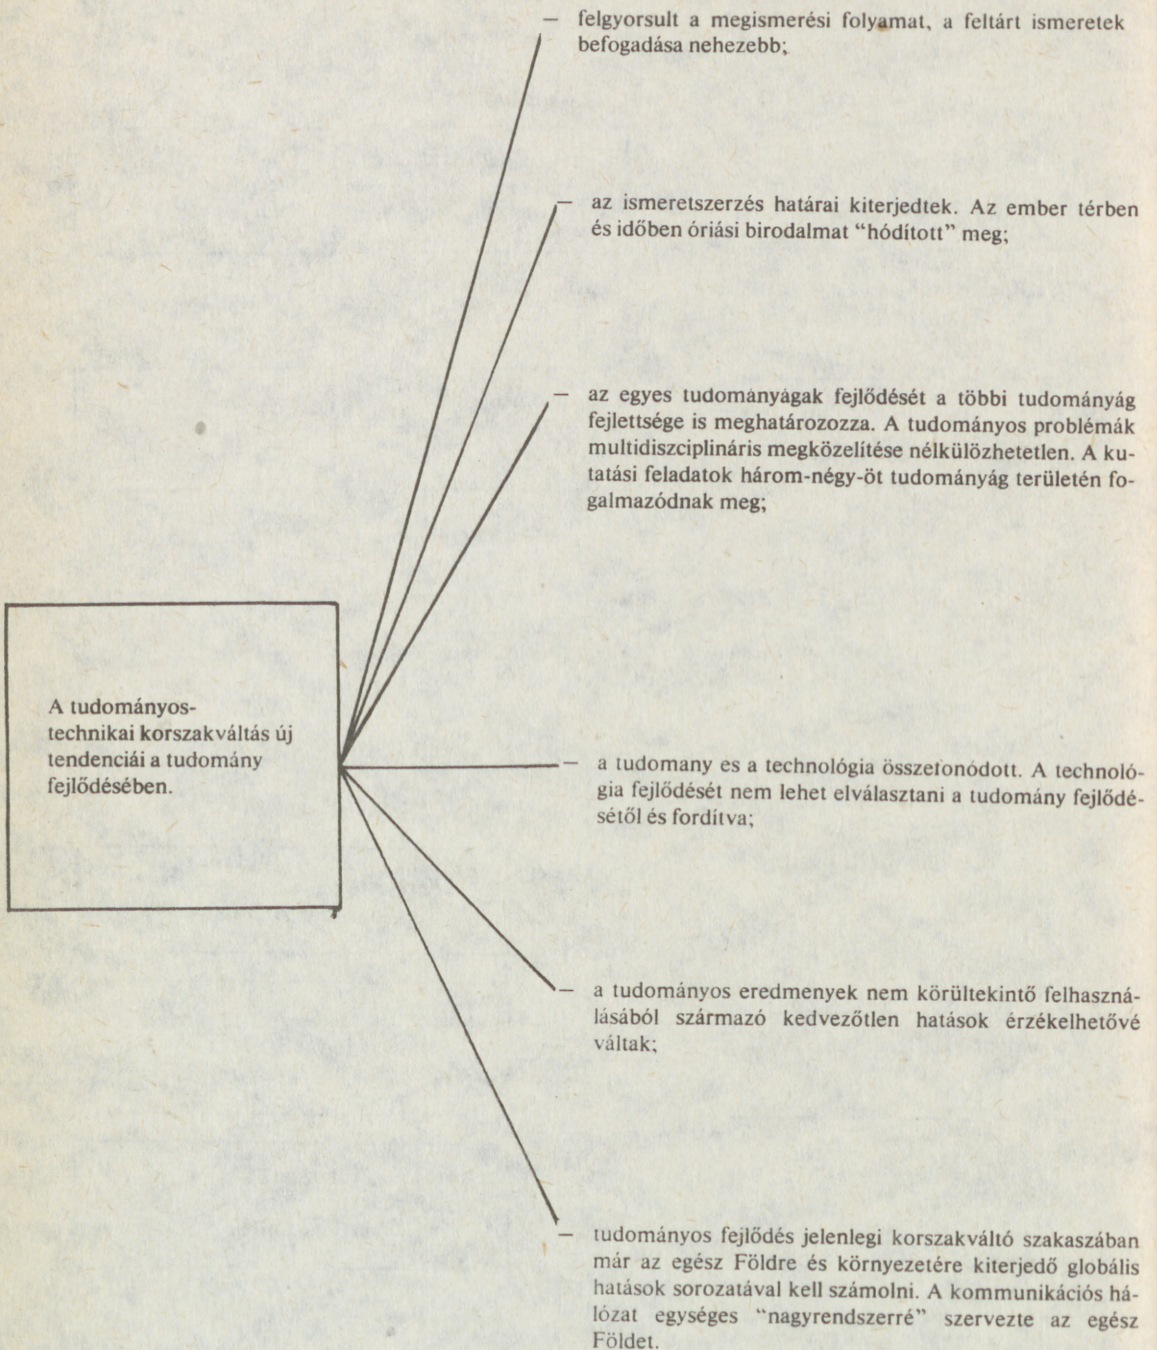 — felgyorsult a megismerési folyamat, a feltárt ismeretek
befogadása nehezebb;
— az ismeretszerzés határai kiterjedtek. Az ember térben
és időben óriási birodalmat “hódított” meg;
— az egyes tudományágak fejlődését a többi tudományág
fejlettsége is meghatározozza. A tudományos problémák
multidiszciplináris megközelítése nélkülözhetetlen. A ku-
tatási feladatok három-négy-öt tudományág területén fo-
galmazódnak meg;
A tudományos-
technikai korszakváltás új
tendenciái a tudomány
fejlődésében.
— a tudomany es a technológia összefonódott. A technoló-
gia fejlődését nem lehet elválasztani a tudomány fejlődé-
sétől és fordítva;
— a tudományos eredmenyek nem körültekintő felhaszná-
lásából származó kedvezőtlen hatások érzékelhetővé
váltak;
— tudományos fejlődés jelenlegi korszakváltó szakaszában
már az egész Földre és környezetére kiterjedő globális
hatások sorozatával kell számolni. A kommunikációs há-
lózat egységes “nagyrendszerré” szervezte az egész
Földet.